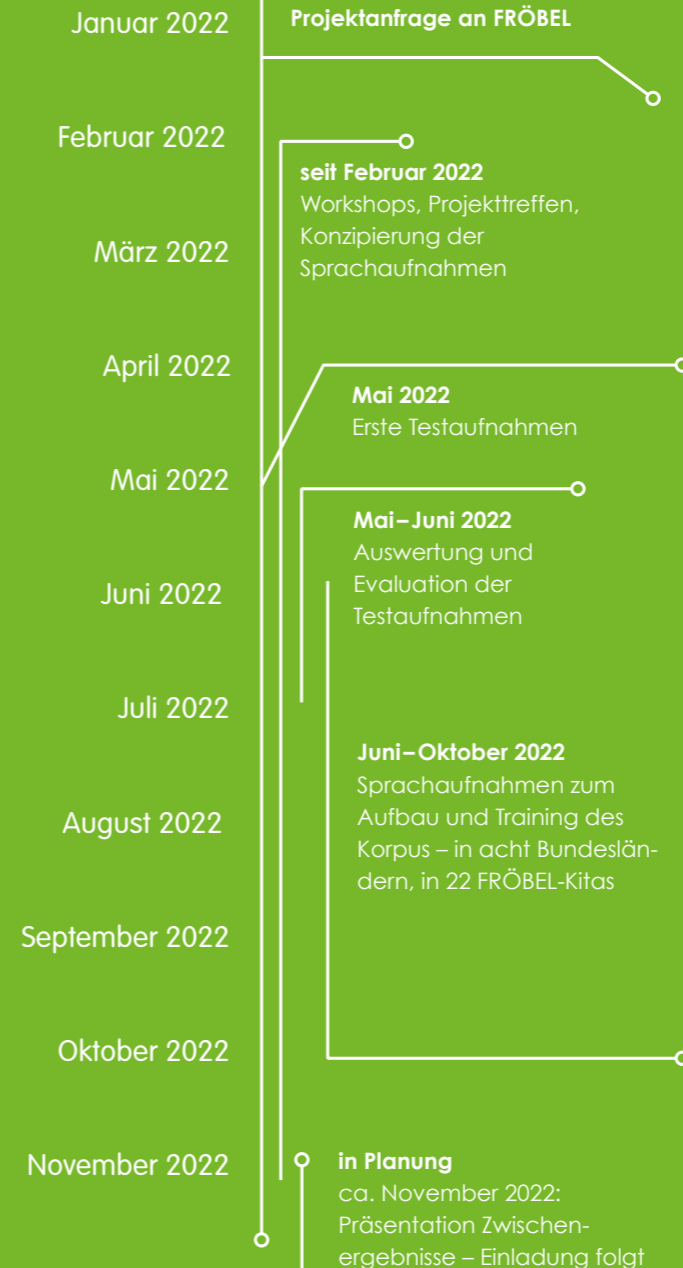 Januar 2022
Projektanfrage an FRÖBEL
Februar 2022
seit Februar 2022
Workshops, Projekttreffen,
Konzipierung der
Sprachaufnahmen
März 2022
April 2022
Mai 2022
Erste Testaufnahmen
Mai 2022
Mai–Juni 2022
Auswertung und
Evaluation der
Testaufnahmen
Juni 2022
Juli 2022
Juni–Oktober 2022
Sprachaufnahmen zum
Aufbau und Training des
Korpus – in acht Bundeslän-
dern, in 22 FRÖBEL-Kitas
August 2022
September 2022
Oktober 2022
November 2022
in Planung
ca. November 2022:
Präsentation Zwischen-
ergebnisse – Einladung folgt